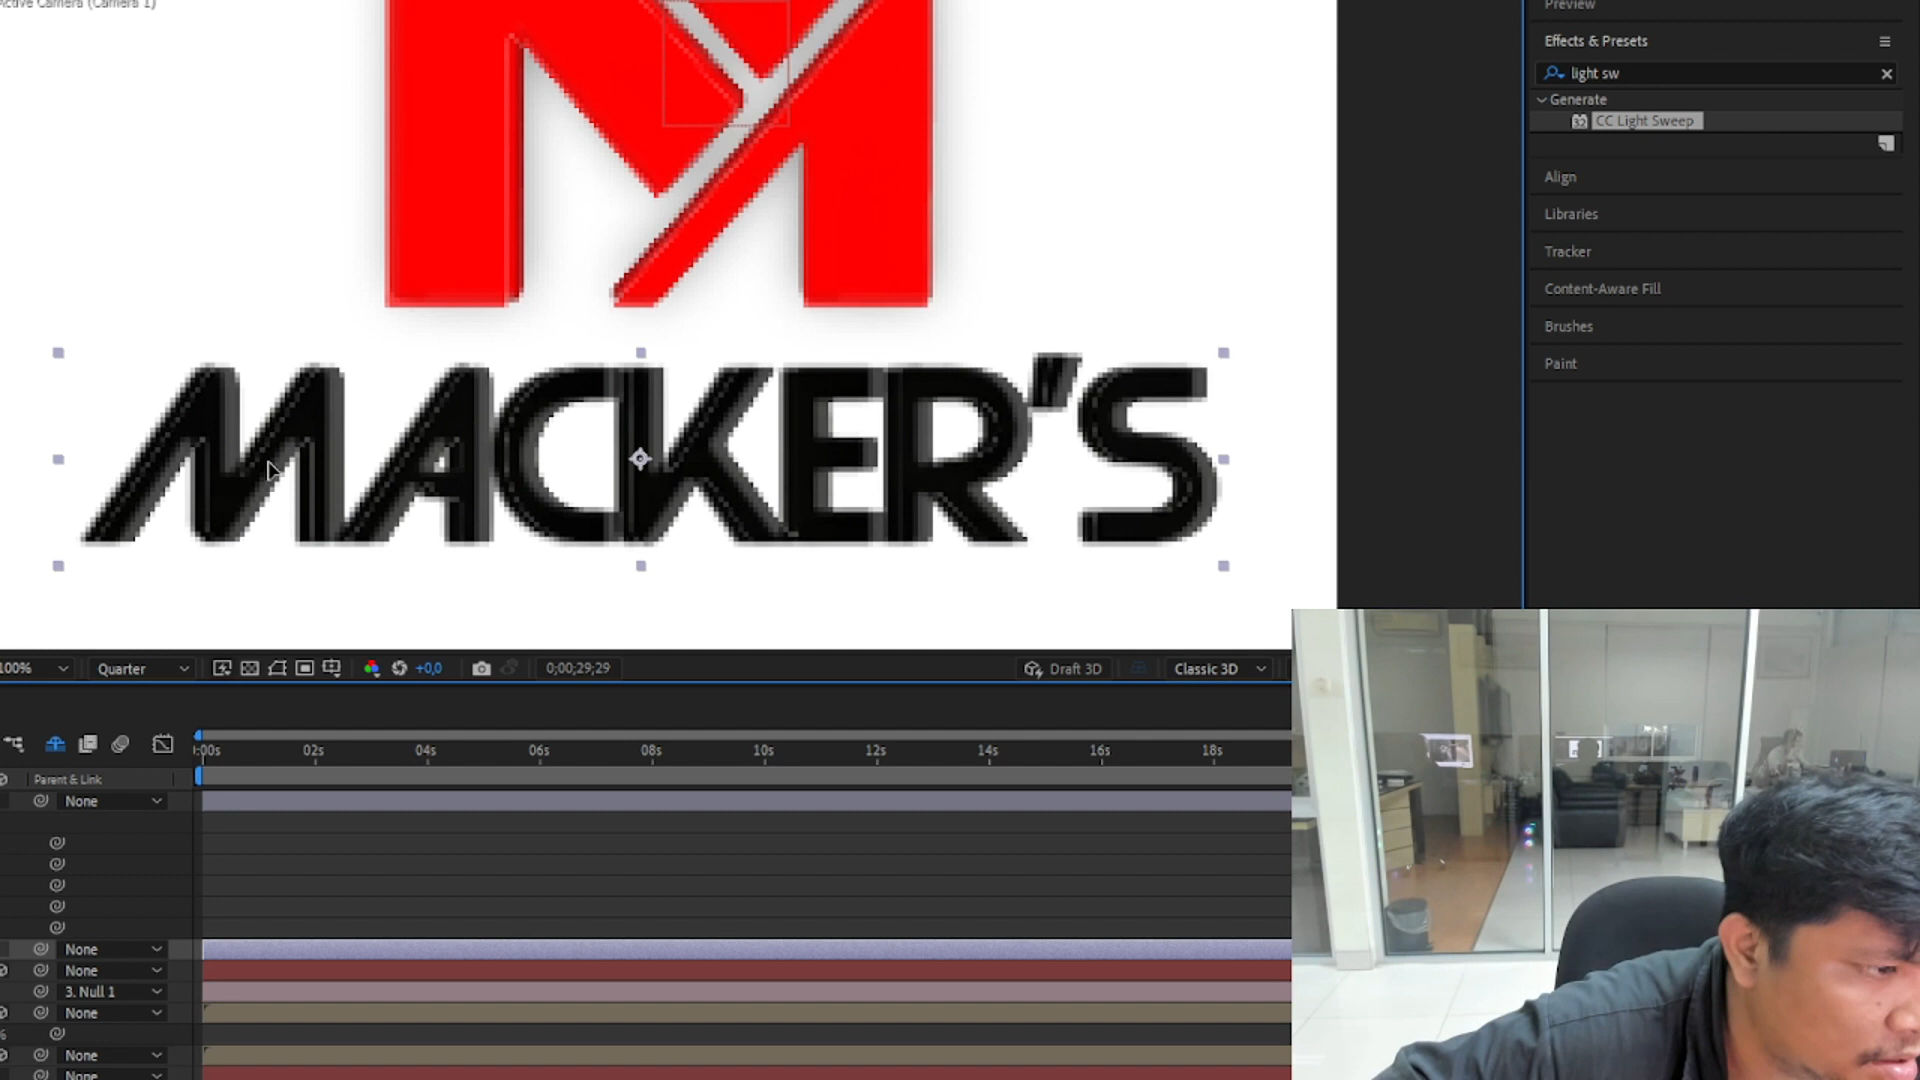 Active Camera (Camera 1)
Preview
Effects & Presets
light sw
Generate
32
CC Light Sweep
Align
Libraries
Tracker
Content-Aware Fill
Brushes
Paint
M
MACKER'S
100%
Quarter
+0,0
0;00;29;29
Draft 3D
Classic 3D
:00s 02s 04s 06s 08s 10s 12s 14s 16s 18s
Parent & Link
None
None
None
3. Null 1
None
%
None
None